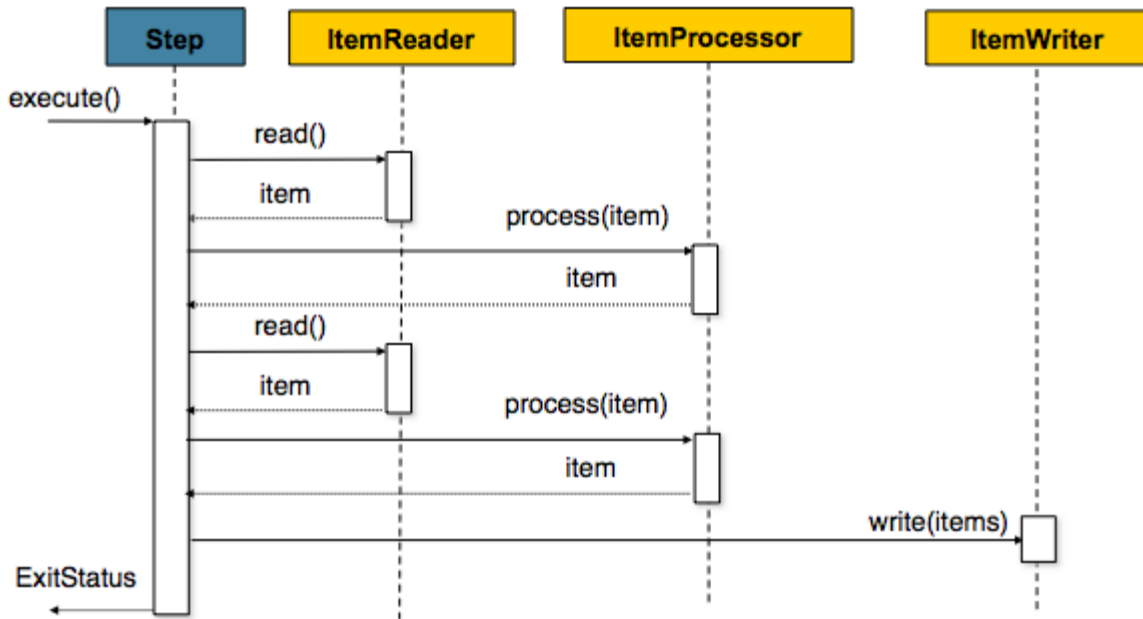 Step
ItemReader
ItemProcessor
ItemWriter
execute()
read()
item
process(item)
item
read()
item
process(item)
item
write(items)
ExitStatus